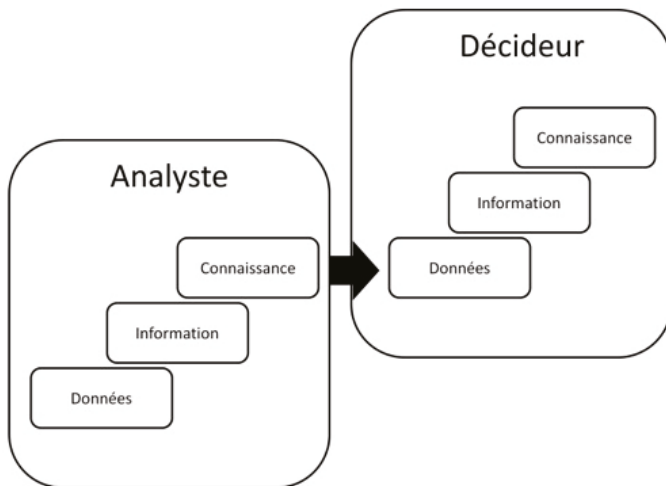 Analyste
Connaissance
Information
Données
Décideur
Connaissance
Information
Données